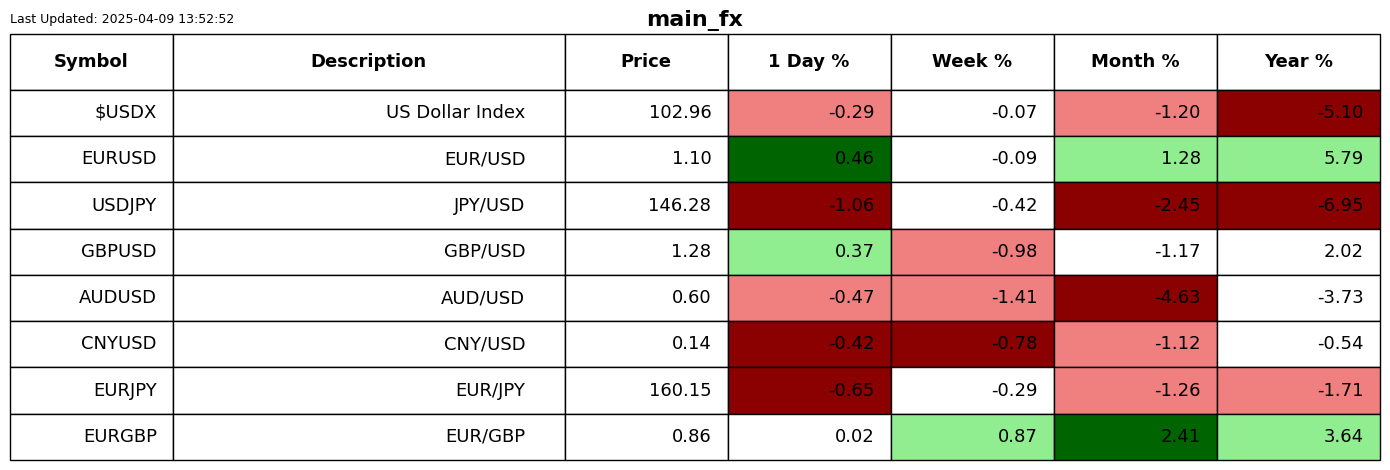 Last Updated: 2025-04-09 13:52:52
main_fx
Symbol Description Price 1 Day % Week % Month % Year %
$USDX US Dollar Index 102.96 -0.29 -0.07 -1.20 -5.10
EURUSD EUR/USD 1.10 0.46 -0.09 1.28 5.79
USDJPY JPY/USD 146.28 -1.06 -0.42 -2.45 -6.95
GBPUSD GBP/USD 1.28 0.37 -0.98 -1.17 2.02
AUDUSD AUD/USD 0.60 -0.47 -1.41 -4.63 -3.73
CNYUSD CNY/USD 0.14 -0.42 -0.78 -1.12 -0.54
EURJPY EUR/JPY 160.15 -0.65 -0.29 -1.26 -1.71
EURGBP EUR/GBP 0.86 0.02 0.87 2.41 3.64